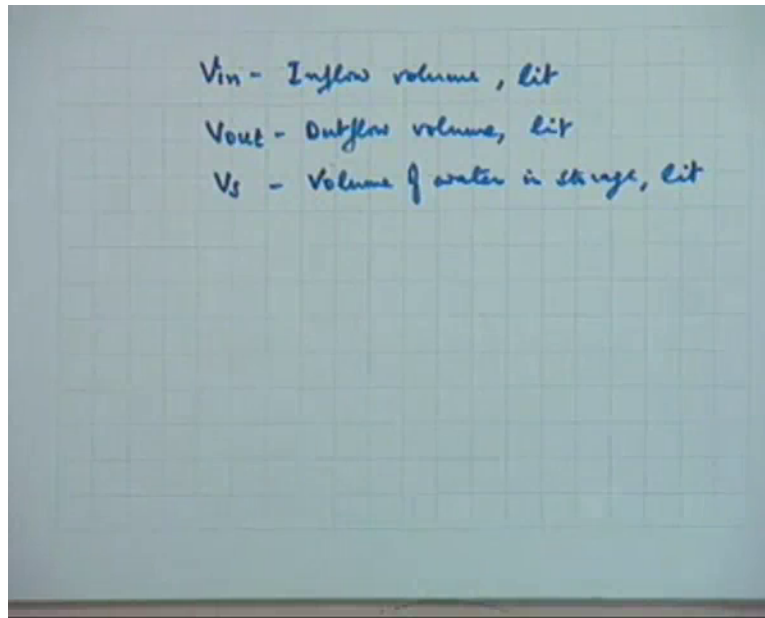 Vin - Inflow volume, lit
Vout - Outflow volume, lit
Vs - Volume of water in storage, lit